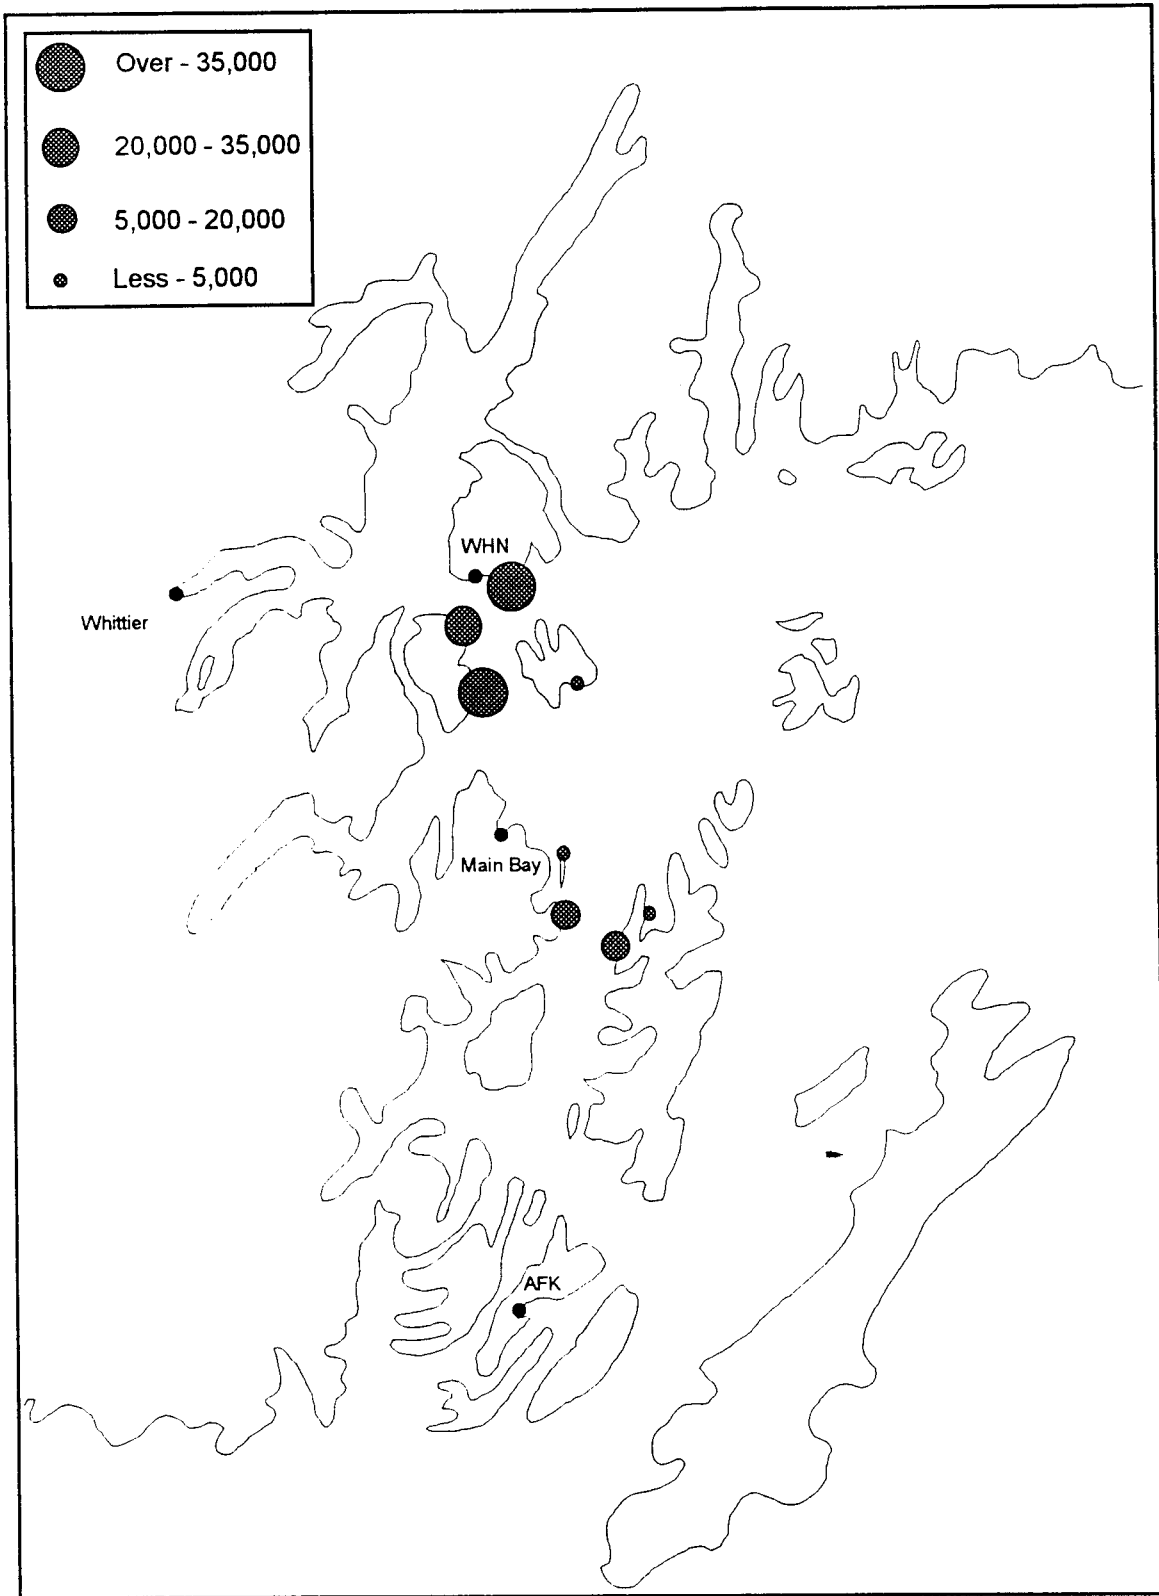 Over - 35,000
20,000 - 35,000
5,000 - 20,000
Less - 5,000
WHN
Whittier
Main Bay
AFK